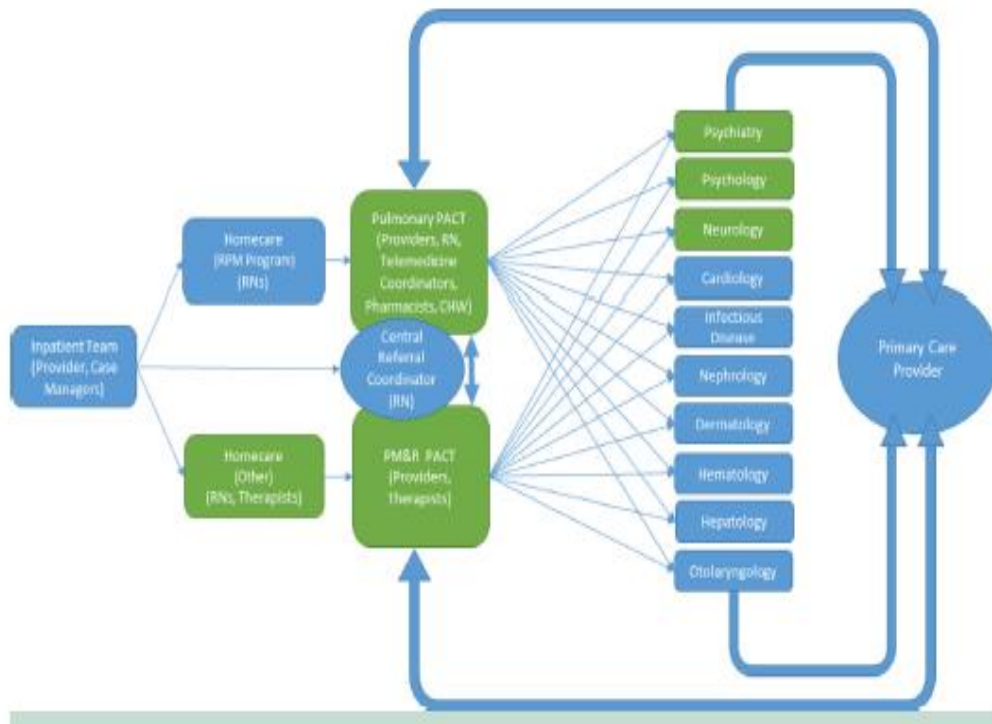 Psychiatry
Psychology
Neurology
Cardiology
Infectious
Disease
Nephrology
Dermatology
Hematology
Hepatology
Otolaryngology
Pulmonary PACT
(Providers, RN,
Telemedicine
Coordinators,
Pharmacists, CHW)
Homecare
(RPM Program)
(RNs)
Central
Referral
Coordinator
(RN)
Inpatient Team
(Provider, Case
Managers)
Primary Care
Provider
Homecare
(Other)
(RNs, Therapists)
PM&R PACT
(Providers,
Therapists)